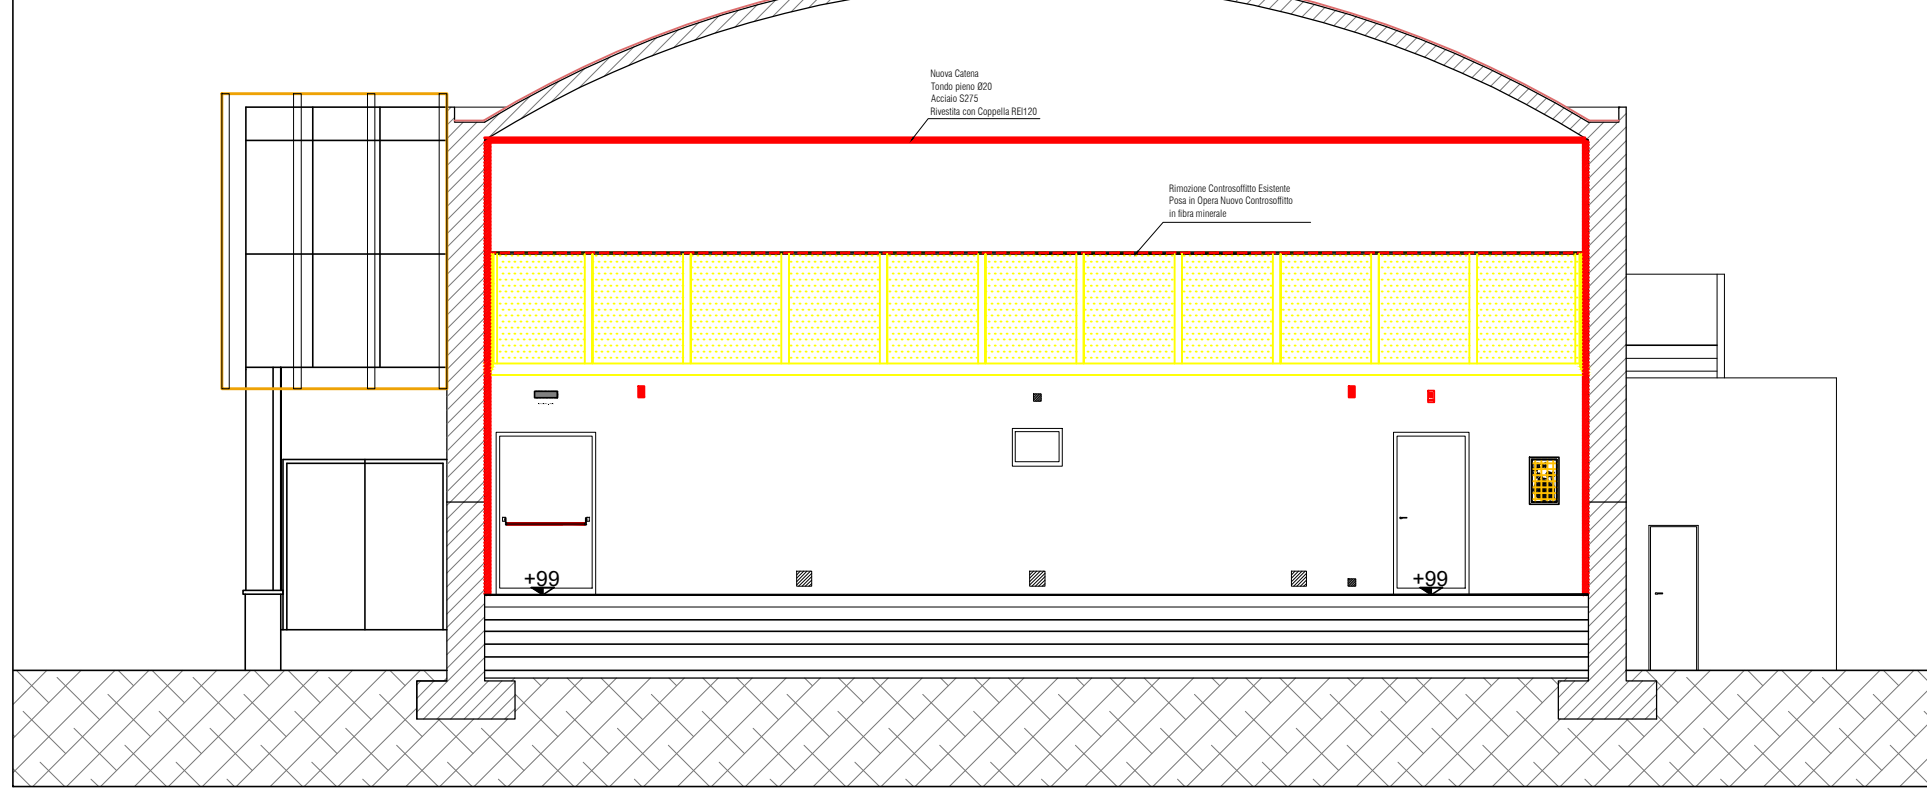 Nuova Catena
Tondo pieno Ø20
Acciaio S275
Rivestita con Coppella REI120
Rimozione Controsoffitto Esistente
Posa in Opera Nuovo Controsoffitto
in fibra minerale
+99
+99